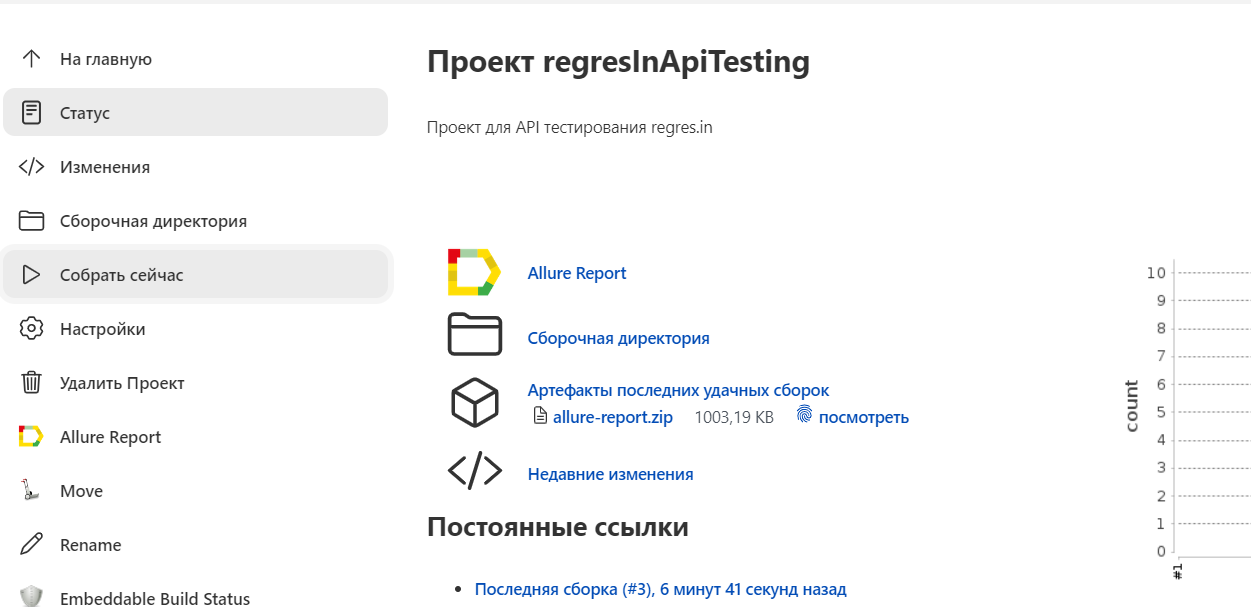 На главную
Статус
Изменения
Сборочная директория
Собрать сейчас
Настройки
Удалить Проект
Allure Report
Move
Rename
Embeddable Build Status
Проект regresInApiTesting
Проект для API тестирования regres.in
Allure Report
Сборочная директория
Артефакты последних удачных сборок
allure-report.zip 1003,19 KB посмотреть
Недавние изменения
Постоянные ссылки
Последняя сборка (#3), 6 минут 41 секунд назад
count
10
9
8
7
6
5
4
3
2
1
0
#1